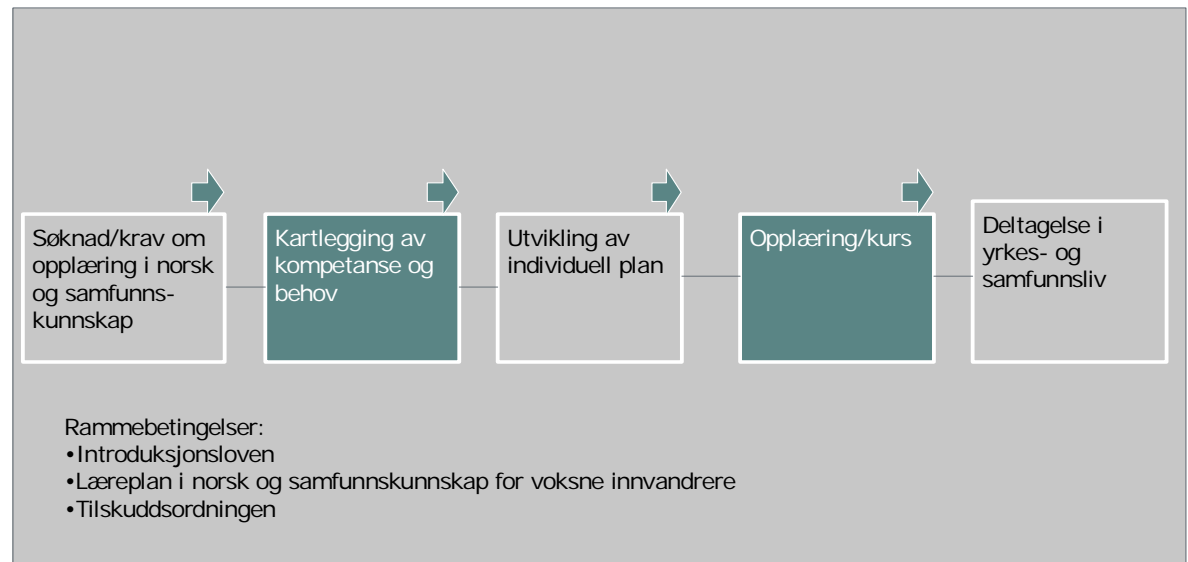 Søknad/krav om
opplæring i norsk
og samfunns-
kunnskap
Kartlegging av
kompetanse og
behov
Utvikling av
individuell plan
Opplæring/kurs
Deltagelse i
yrkes- og
samfunnsliv
Rammebetingelser:
•Introduksjonsloven
•Læreplan i norsk og samfunnskunnskap for voksne innvandrere
•Tilskuddsordningen